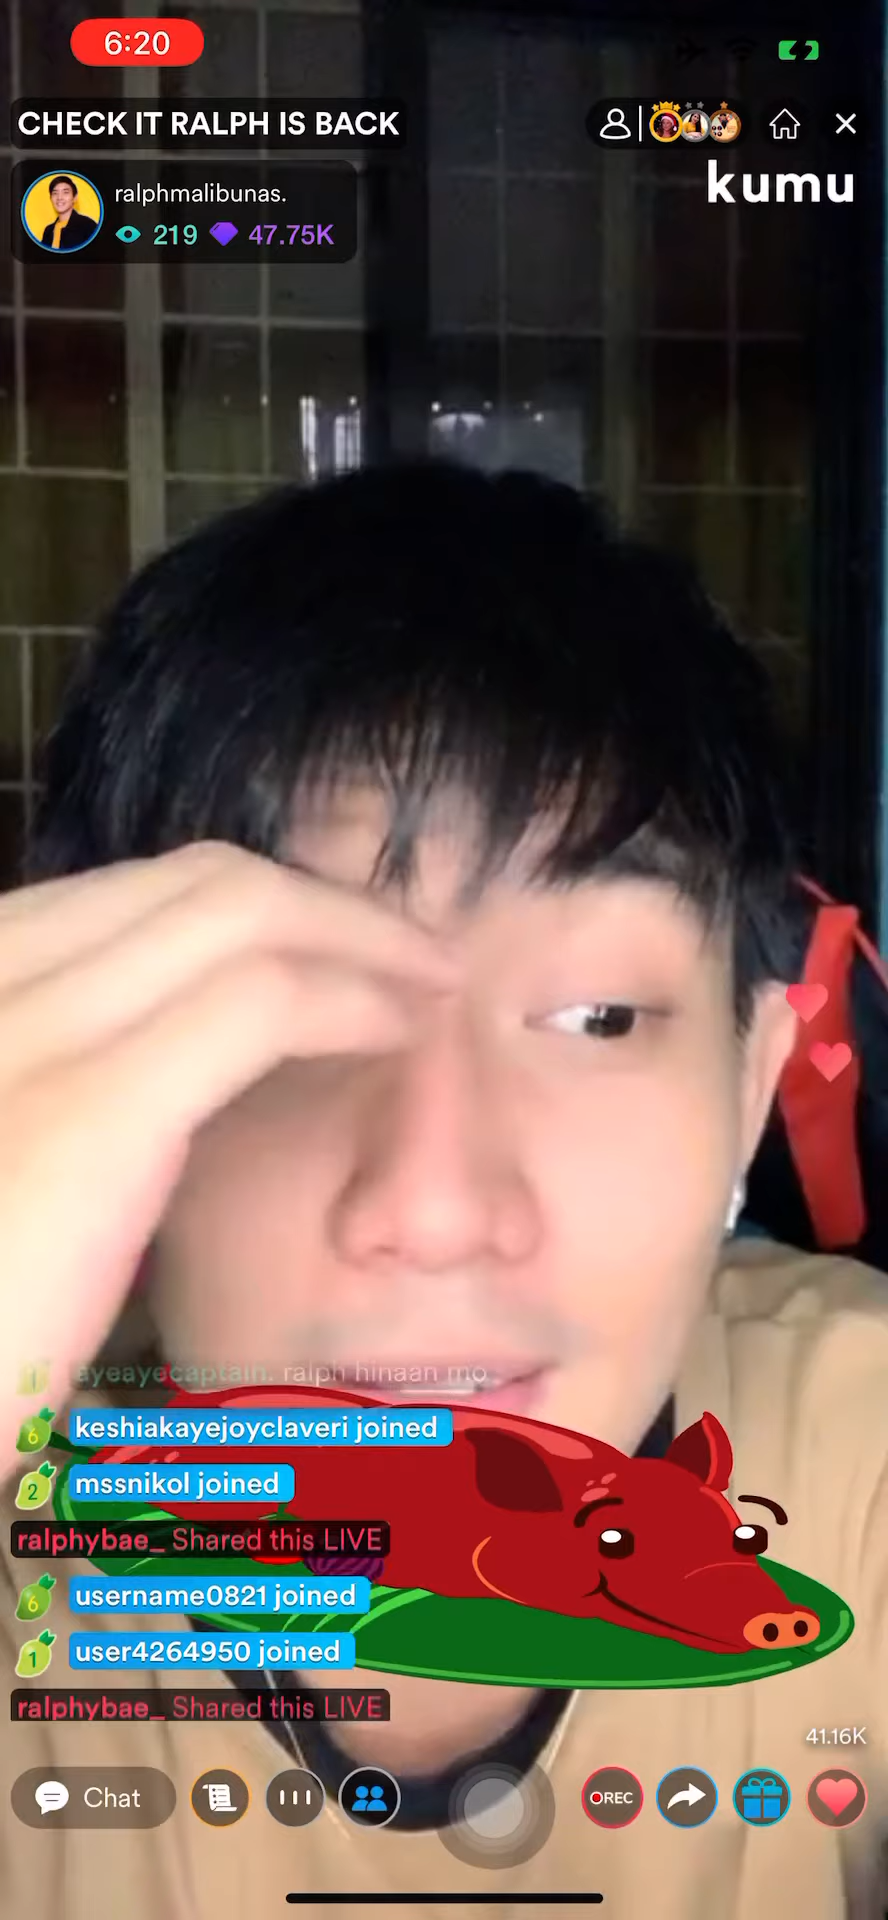 6:20
CHECK IT RALPH IS BACK
kumu
ralphmalibunas.
219 47.75K
ayeayecaptain. ralph hinaan mo
6 keshiakayejoyclaveri joined
2 mssnikol joined
ralphybae_ Shared this LIVE
6 username0821 joined
1 user4264950 joined
ralphybae_ Shared this LIVE
41.16K
Chat
REC